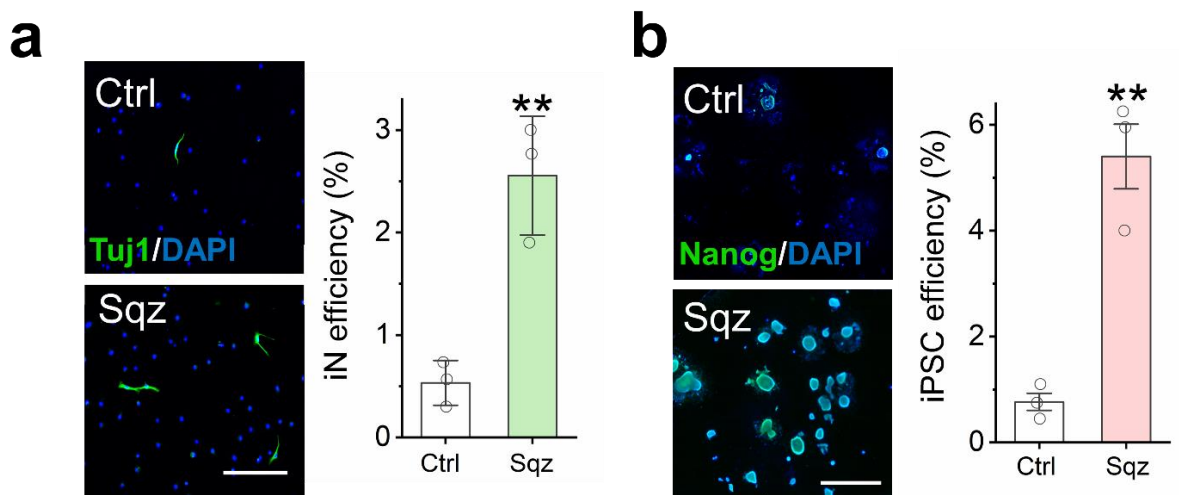 a
Ctrl
Tuj1/DAPI
Sqz
iN efficiency (%)
3
2
1
0
**
Ctrl
Sqz
b
Ctrl
Nanog/DAPI
Sqz
iPSC efficiency (%)
6
4
2
0
**
Ctrl
Sqz